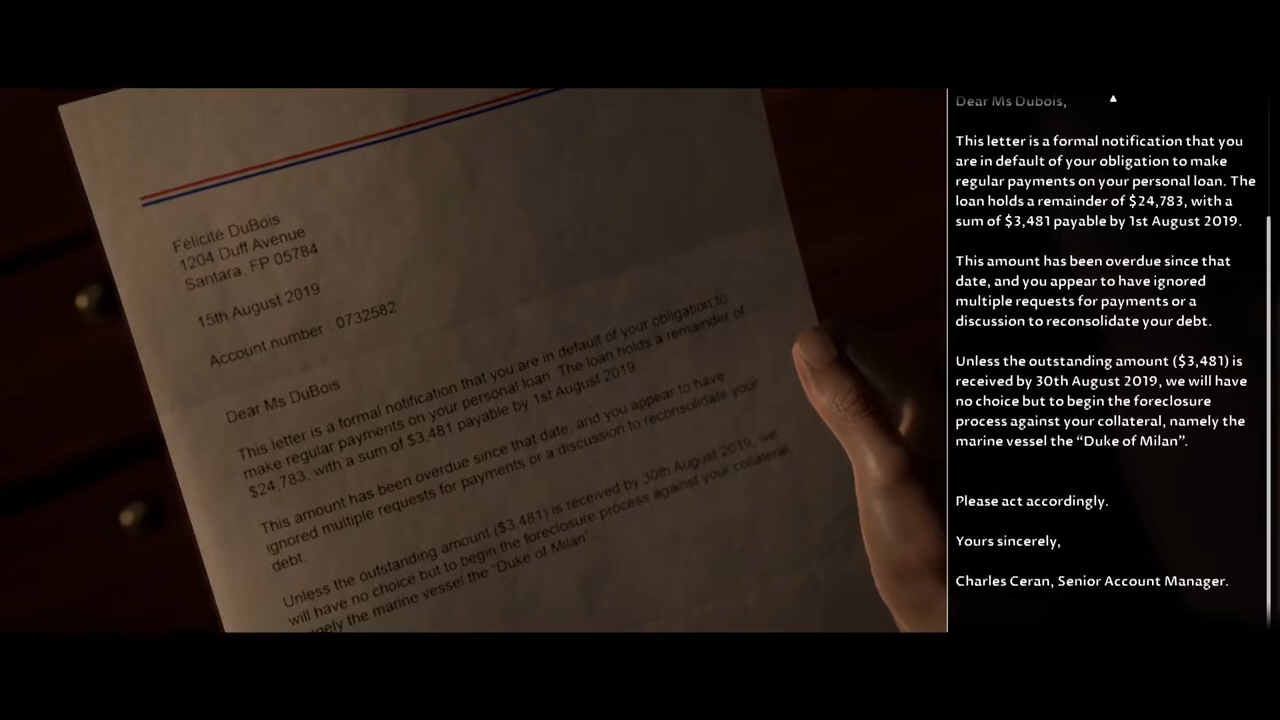 Félicité DuBois
1204 Duff Avenue
Santara, FP 05784
15th August 2019
Account number : 0732582
Dear Ms DuBois
This letter is a formal notification that you are in default of your obligation to
make regular payments on your personal loan. The loan holds a remainder of
$24,783, with a sum of $3,481 payable by 1st August 2019
This amount has been overdue since that date, and you appear to have
ignored multiple requests for payments or a discussion to reconsolidate your
debt.
Unless the outstanding amount ($3,481) is received by 30th August 2019, we
will have no choice but to begin the foreclosure process against your collateral,
namely the marine vessel the “Duke of Milan”
Dear Ms Dubois,
This letter is a formal notification that you
are in default of your obligation to make
regular payments on your personal loan. The
loan holds a remainder of $24,783, with a
sum of $3,481 payable by 1st August 2019.
This amount has been overdue since that
date, and you appear to have ignored
multiple requests for payments or a
discussion to reconsolidate your debt.
Unless the outstanding amount ($3,481) is
received by 30th August 2019, we will have
no choice but to begin the foreclosure
process against your collateral, namely the
marine vessel the “Duke of Milan”.
Please act accordingly.
Yours sincerely,
Charles Ceran, Senior Account Manager.